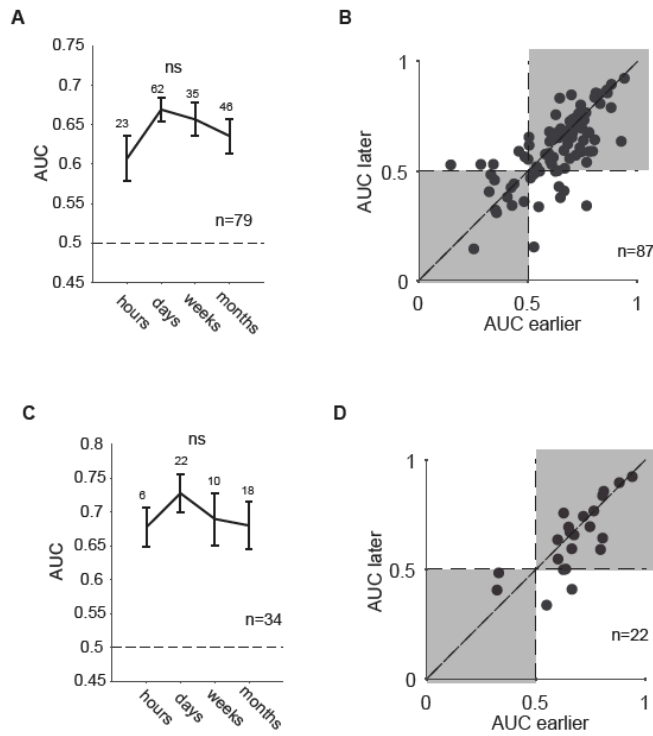 A
0.75
0.7
0.65
0.6
0.55
0.5
0.45
AUC
ns
23
62
35
46
n=79
hours
days
weeks
months
B
1
0.5
0
AUC later
n=87
0
0.5
1
AUC earlier
C
0.8
0.75
0.7
0.65
0.6
0.55
0.5
0.45
AUC
ns
6
22
10
18
n=34
hours
days
weeks
months
D
1
0.5
0
AUC later
n=22
0
0.5
1
AUC earlier